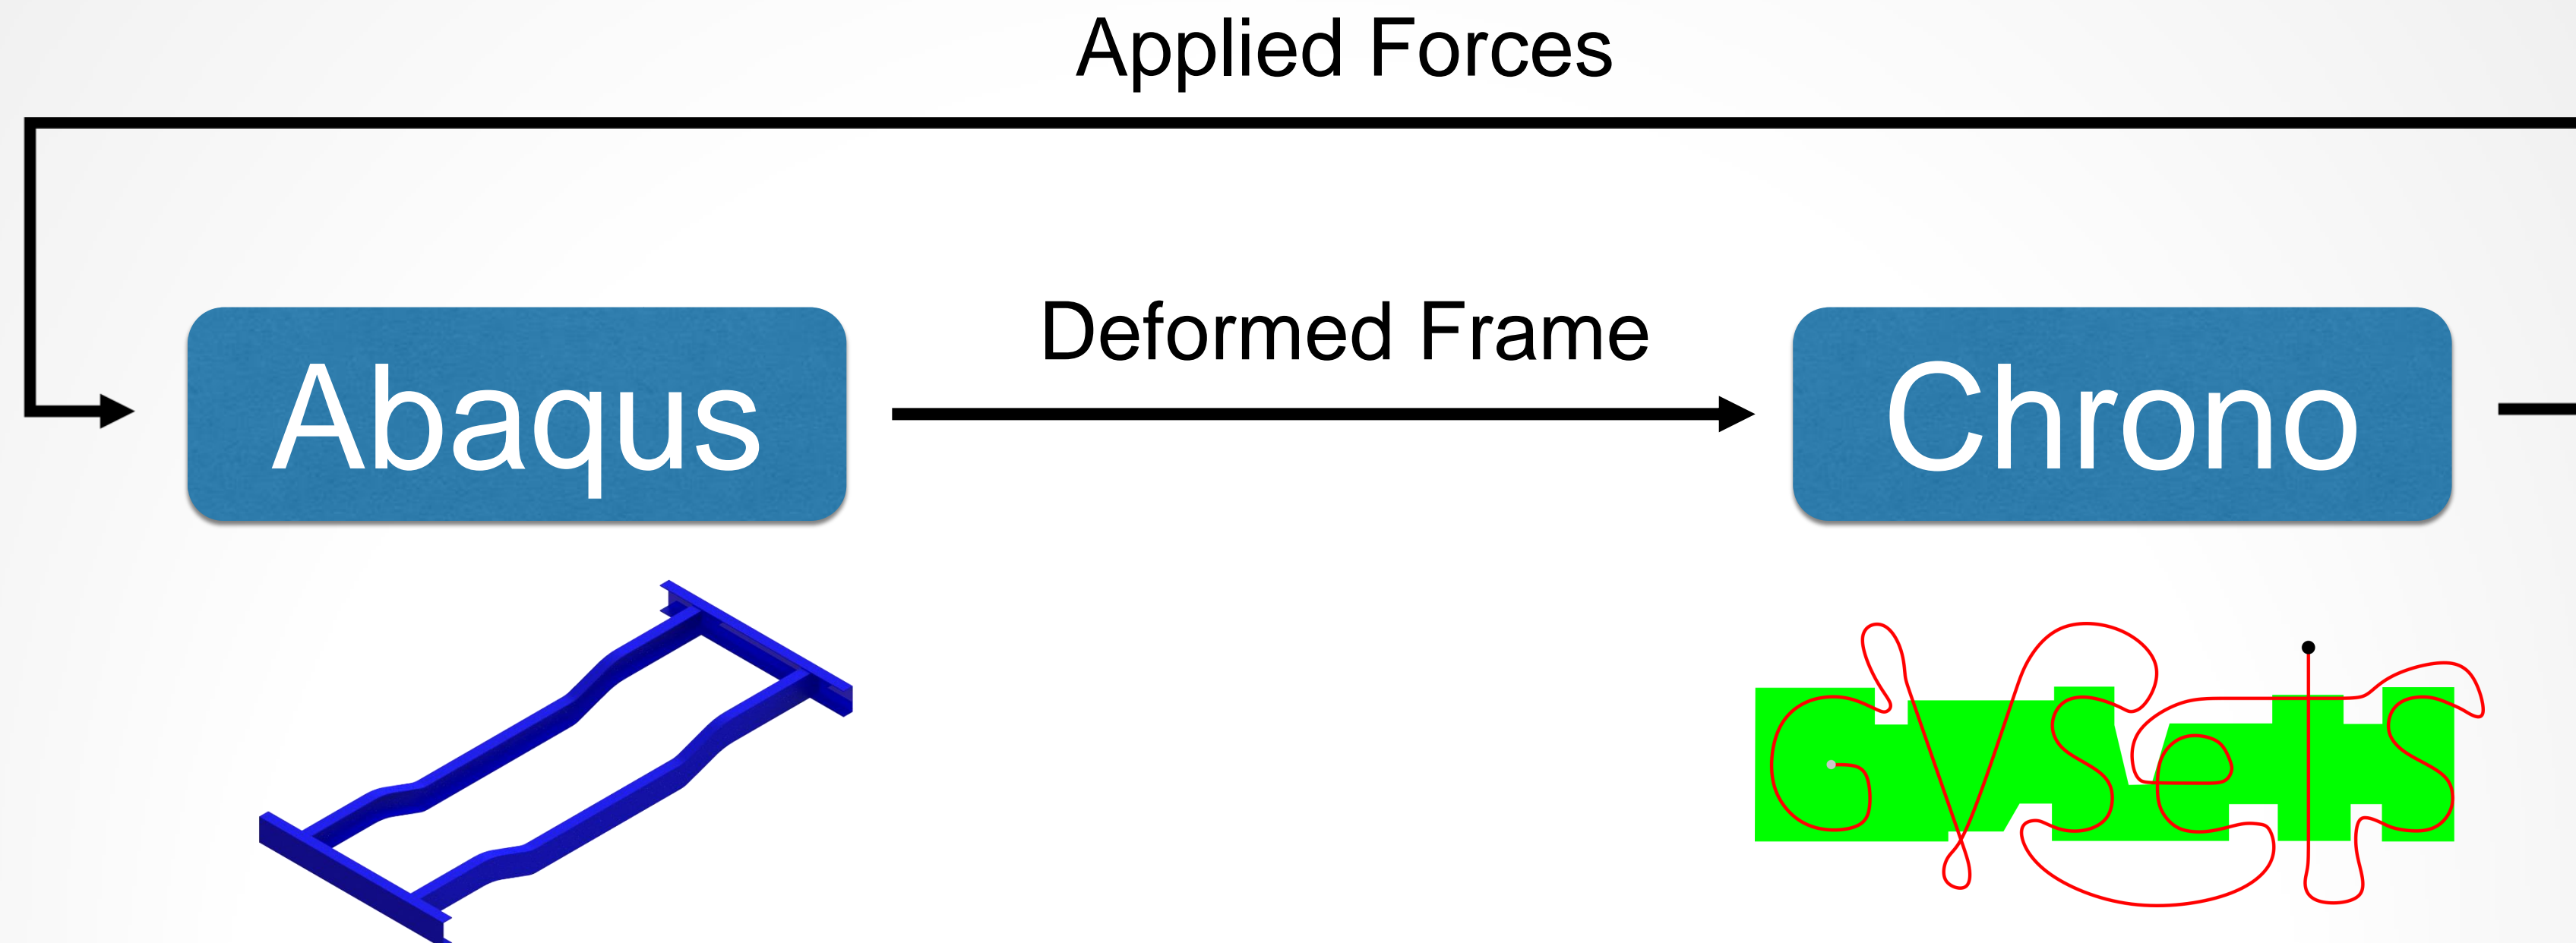 Applied Forces
Deformed Frame
Abaqus
Chrono
GVSetS